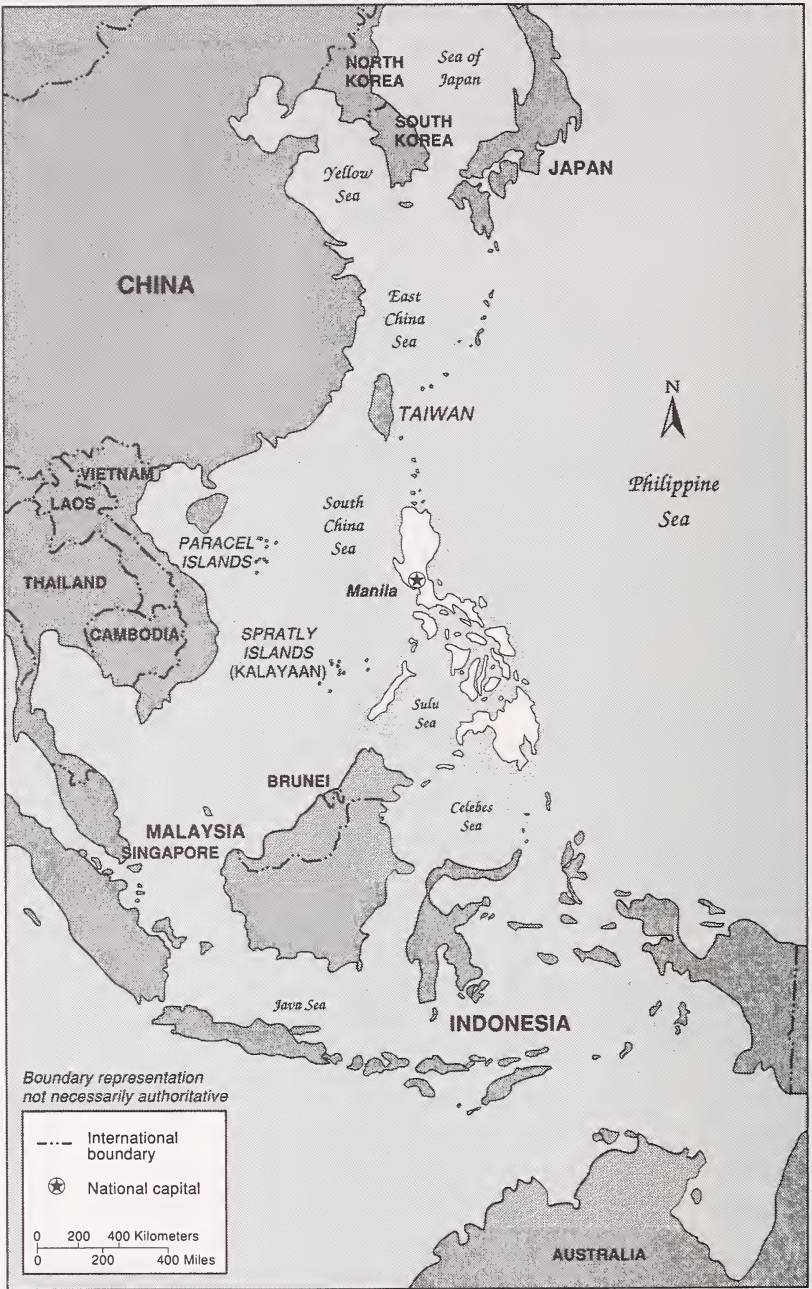 NORTH
KOREA
Sea of
Japan
SOUTH
KOREA
Yellow
Sea
JAPAN
CHINA
East
China
Sea
TAIWAN
N
Philippine
Sea
VIETNAM
LAOS
South
China
Sea
PARACEL
ISLANDS
THAILAND
Manila
CAMBODIA
SPRATLY
ISLANDS
(KALAYAAN)
Sulu
Sea
BRUNEI
Celebes
Sea
MALAYSIA
SINGAPORE
Java Sea
INDONESIA
Boundary representation
not necessarily authoritative
International
boundary
National capital
0 200 400 Kilometers
0 200 400 Miles
AUSTRALIA